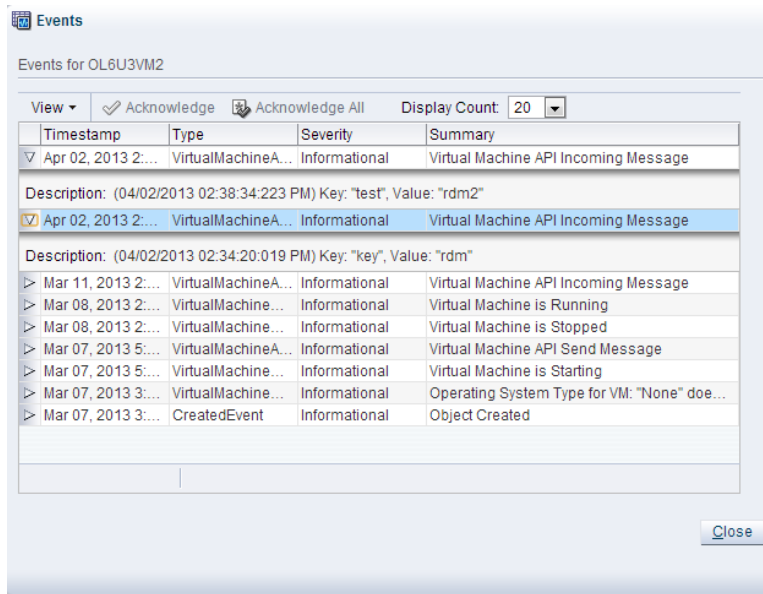 Events
Events for OL6U3VM2
View Acknowledge Acknowledge All Display Count: 20
Timestamp Type Severity Summary
Apr 02, 2013 2:... VirtualMachineA... Informational Virtual Machine API Incoming Message
Description: (04/02/2013 02:38:34:223 PM) Key: "test", Value: "rdm2"
Apr 02, 2013 2:... VirtualMachineA... Informational Virtual Machine API Incoming Message
Description: (04/02/2013 02:34:20:019 PM) Key: "key", Value: "rdm"
Mar 11, 2013 2:... VirtualMachineA... Informational Virtual Machine API Incoming Message
Mar 08, 2013 2:... VirtualMachine... Informational Virtual Machine is Running
Mar 08, 2013 2:... VirtualMachine... Informational Virtual Machine is Stopped
Mar 07, 2013 5:... VirtualMachineA... Informational Virtual Machine API Send Message
Mar 07, 2013 5:... VirtualMachine... Informational Virtual Machine is Starting
Mar 07, 2013 3:... VirtualMachine... Informational Operating System Type for VM: "None" doe...
Mar 07, 2013 3:... CreatedEvent Informational Object Created
Close